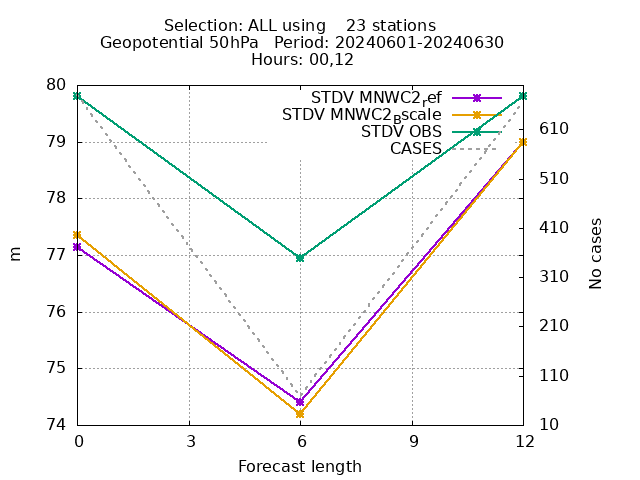 Selection: ALL using    23 stations
Geopotential 50hPa   Period: 20240601-20240630
Hours: 00,12
STDV MNWC2_ref
STDV MNWC2_Bscale
STDV OBS
CASES
80
79
78
77
76
75
74
m
610
510
410
310
210
110
10
No cases
0
3
6
9
12
Forecast length